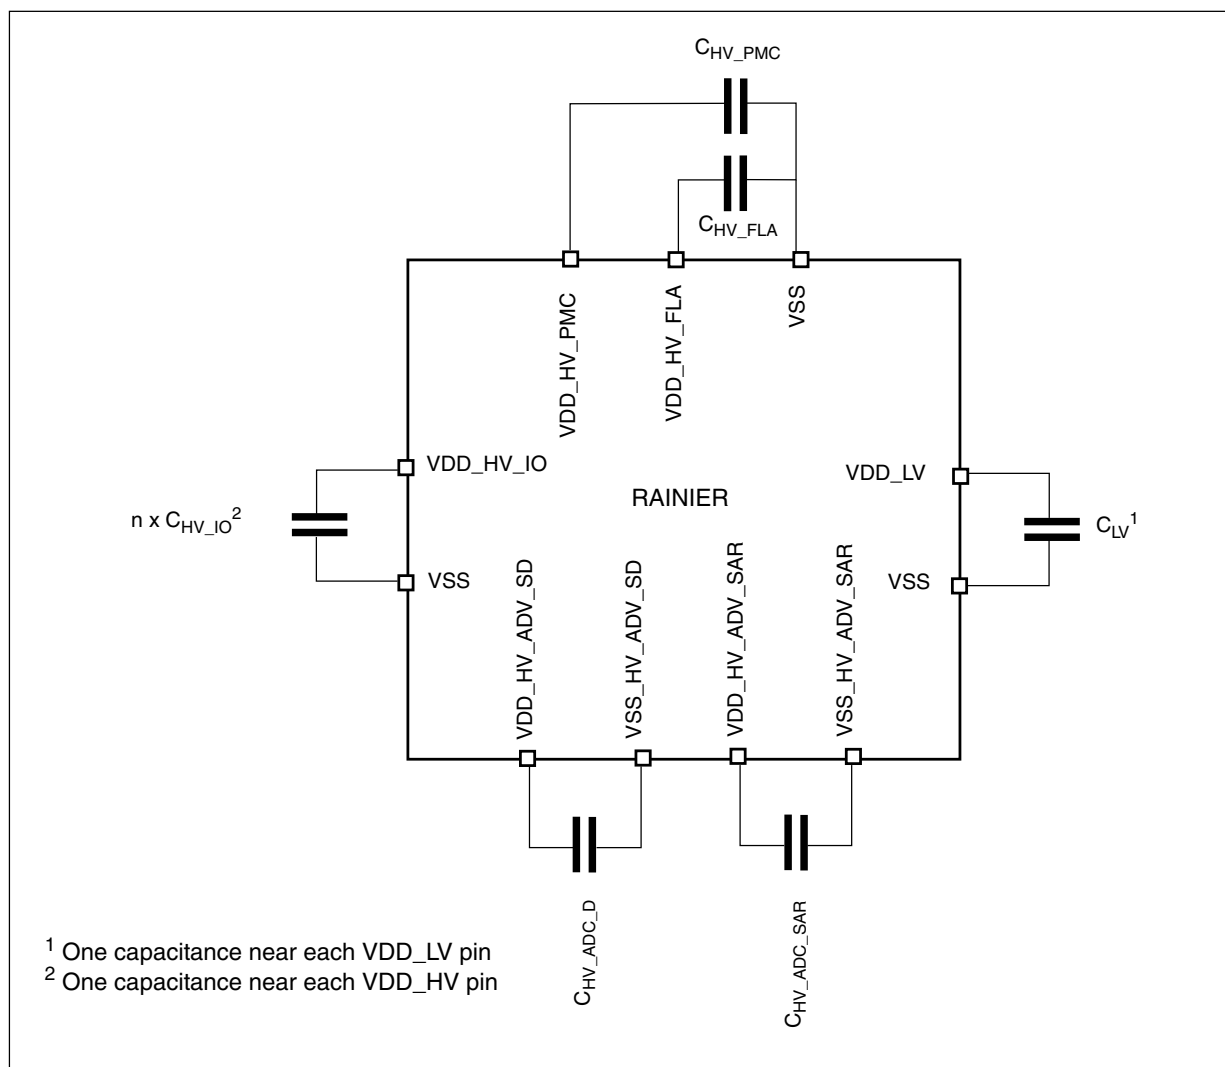 CHV_PMC
CHV_FLA
VDD_HV_PMC
VDD_HV_FLA
VSS
VDD_HV_IO
VDD_LV
RAINIER
n x CHV_IO2
CLV1
VSS
VSS
VDD_HV_ADV_SD
VSS_HV_ADV_SD
VDD_HV_ADV_SAR
VSS_HV_ADV_SAR
CHV_ADC_D
CHV_ADC_SAR
1 One capacitance near each VDD_LV pin
2 One capacitance near each VDD_HV pin